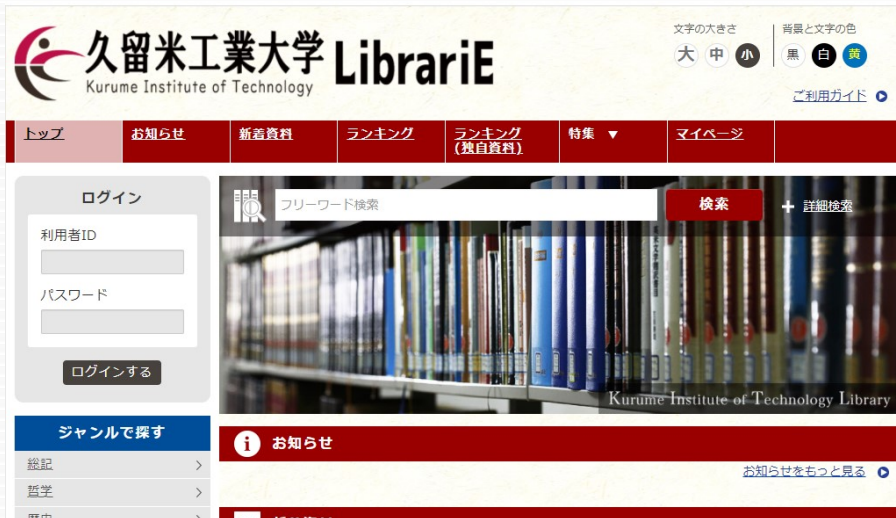 久留米工業大学 LibrariE
Kurume Institute of Technology
文字の大きさ
大 中 小
背景と文字の色
黒 白 黄
ご利用ガイド
トップ
お知らせ
新着資料
ランキング
ランキング
(独自資料)
特集 ▼
マイページ
ログイン
利用者ID
パスワード
ログインする
フリーワード検索
検索
詳細検索
Kurume Institute of Technology Library
ジャンルで探す
総記
哲学
お知らせ
お知らせをもっと見る